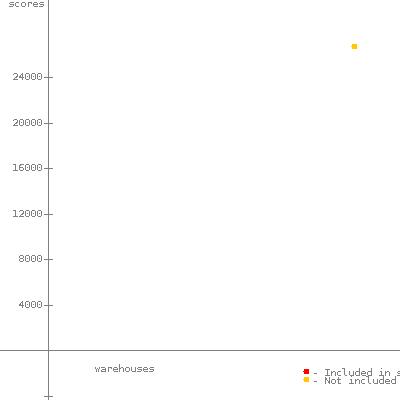 scores
24000
20000
16000
12000
8000
4000
warehouses
- Included in s
- Not included